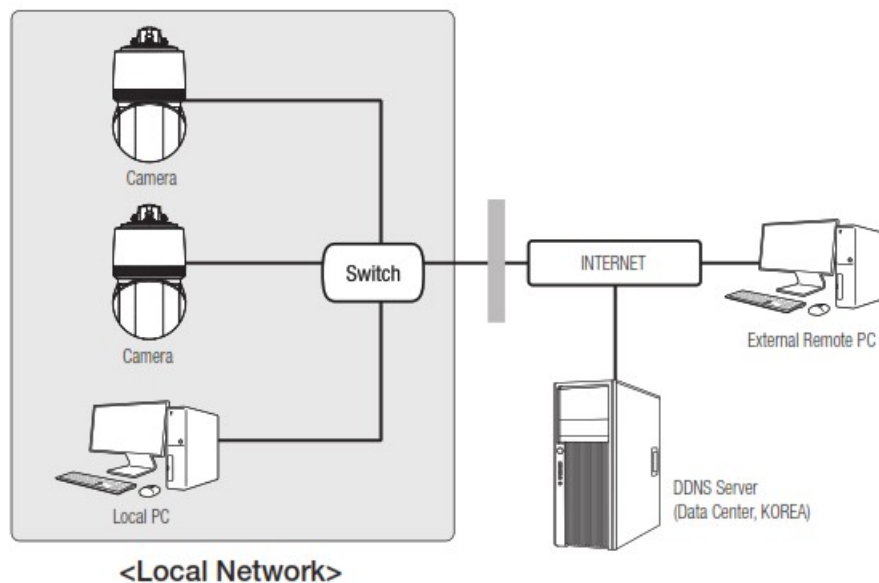 Camera
Camera
Switch
INTERNET
External Remote PC
Local PC
DDNS Server
(Data Center, KOREA)
<Local Network>